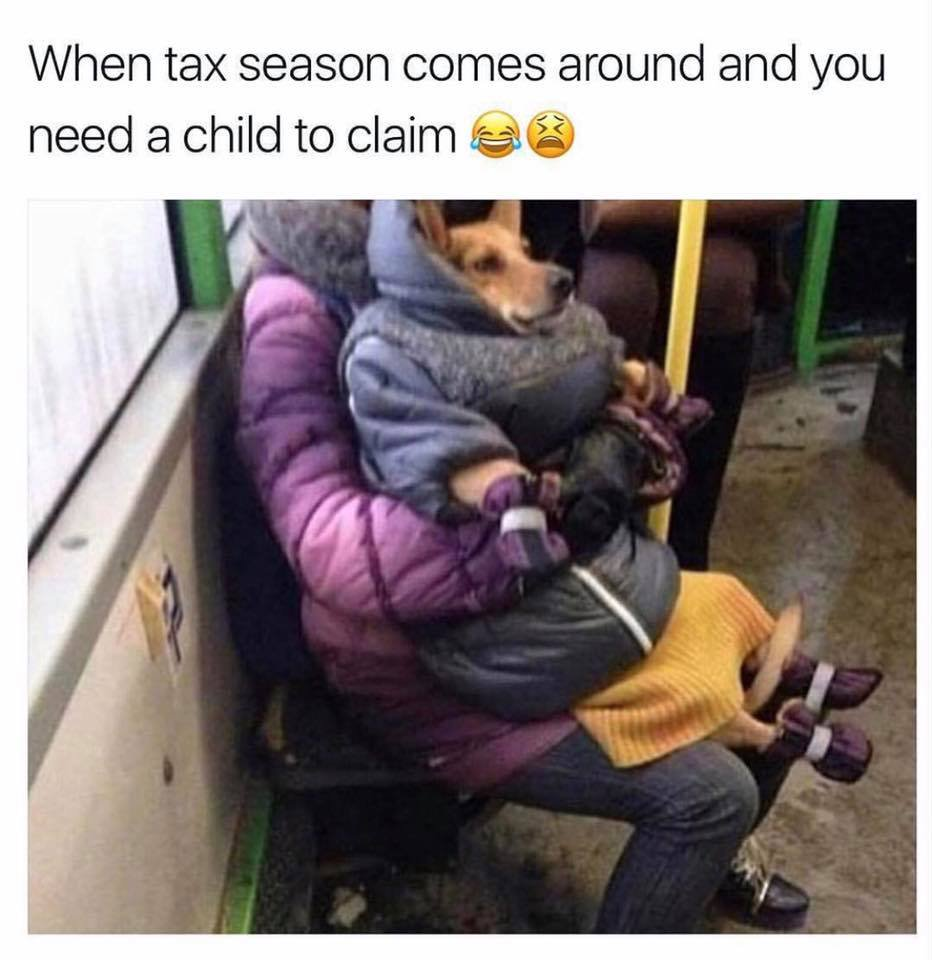 When tax season comes around and you
need a child to claim 😂😫